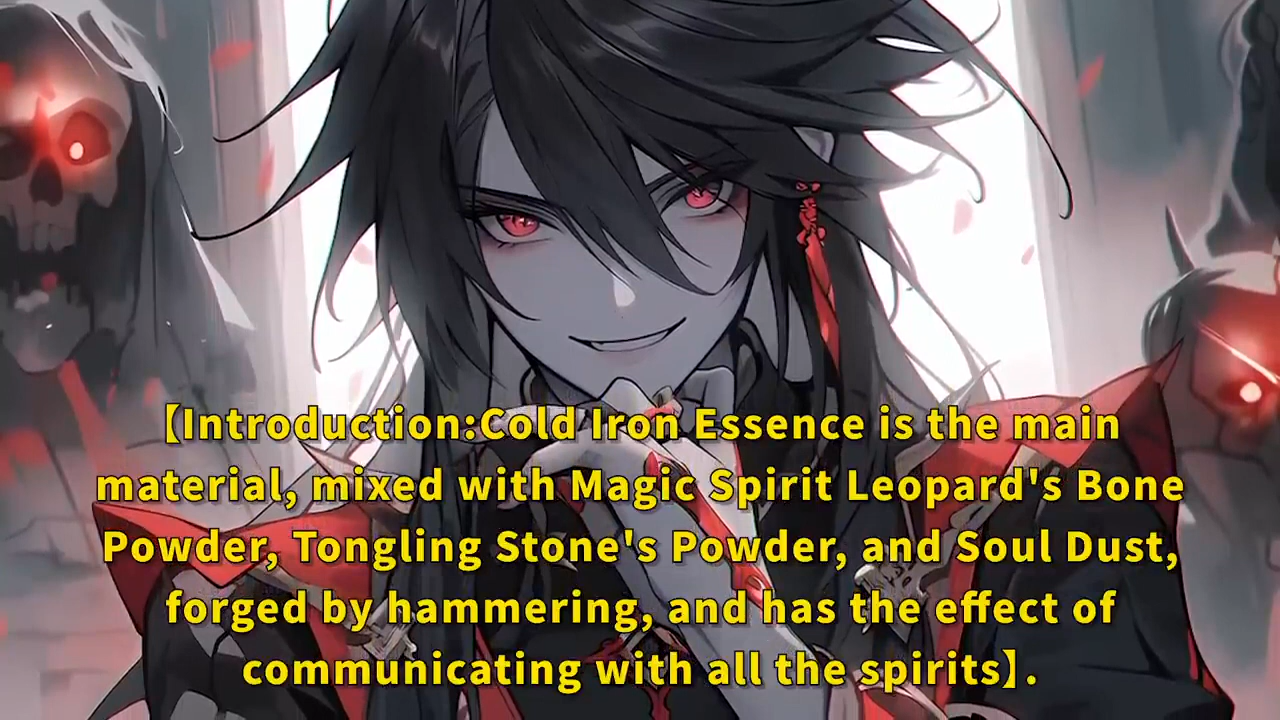 【Introduction:Cold Iron Essence is the main
material, mixed with Magic Spirit Leopard's Bone
Powder, Tongling Stone's Powder, and Soul Dust,
forged by hammering, and has the effect of
communicating with all the spirits】.